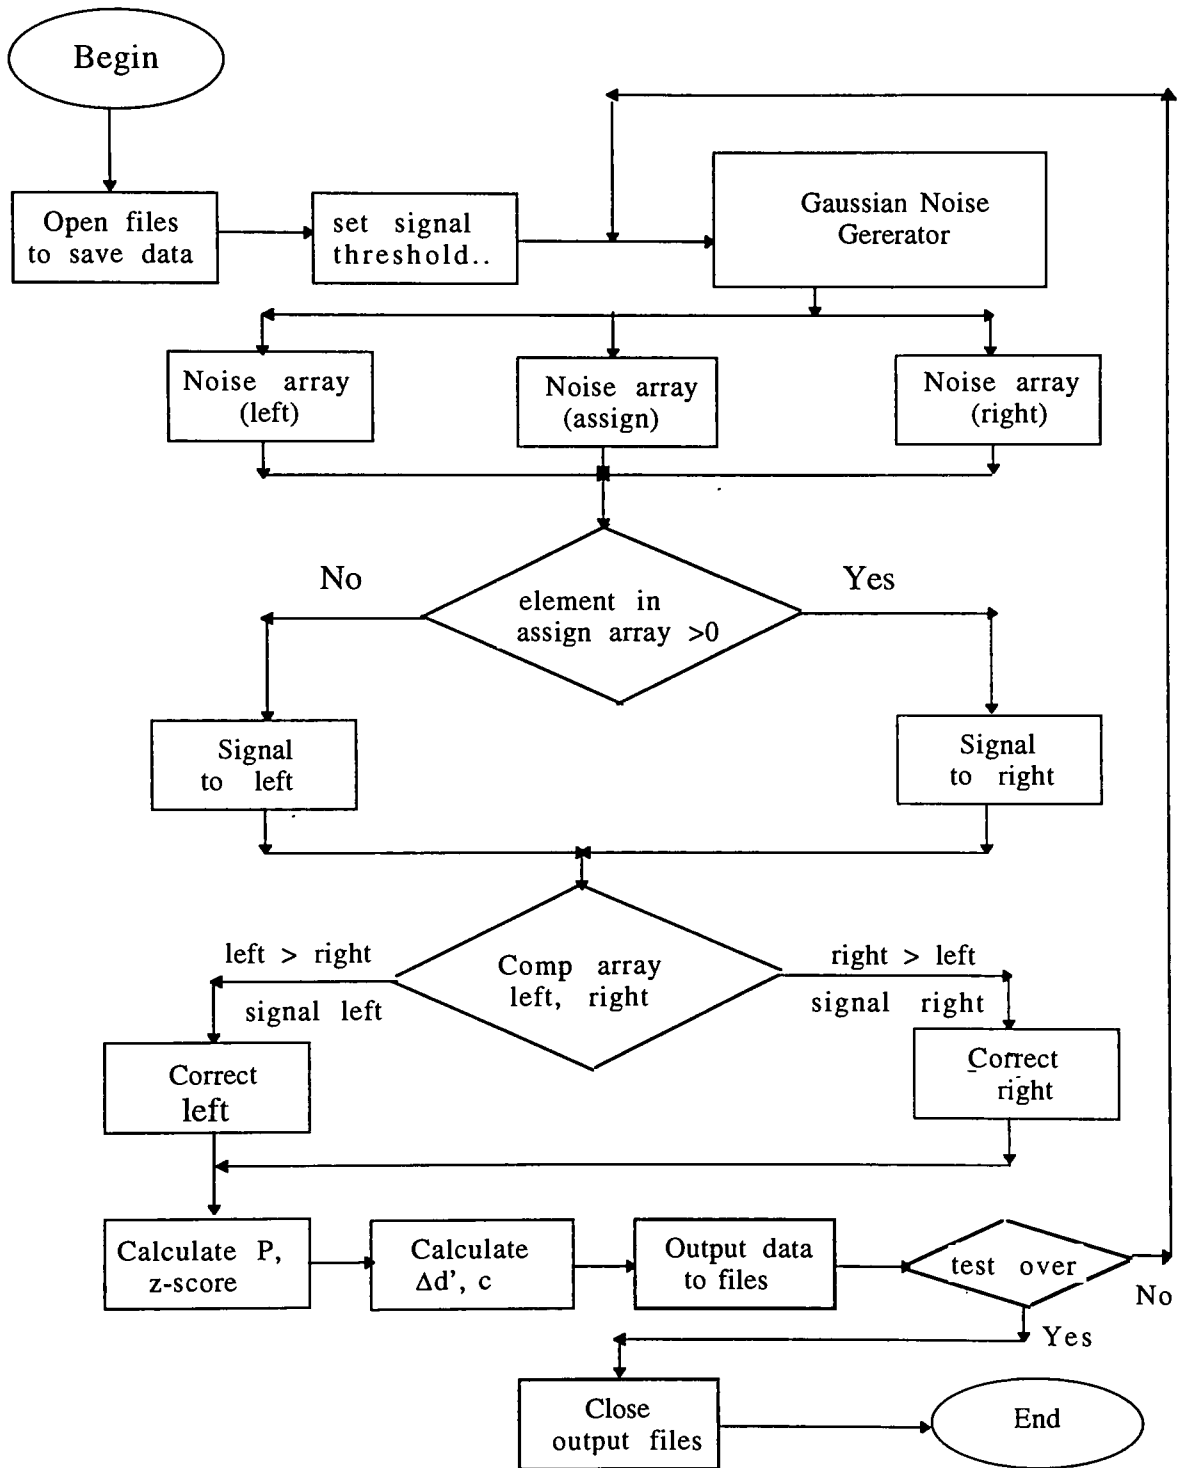 Begin
Open files
to save data
set signal
threshold..
Gaussian Noise
Gererator
Noise array
(left)
Noise array
(assign)
Noise array
(right)
No
Yes
element in
assign array >0
Signal
to left
Signal
to right
left > right
signal left
Comp array
left, right
right > left
signal right
Correct
left
Correct
right
Calculate P,
z-score
Calculate
Δd', c
Output data
to files
test over
No
Yes
Close
output files
End